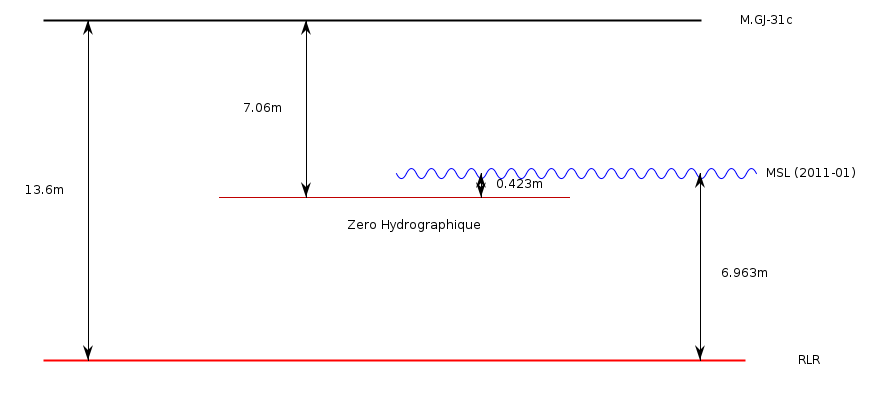 M.GJ-31c
7.06m
MSL (2011-01)
0.423m
13.6m
Zero Hydrographique
6.963m
RLR